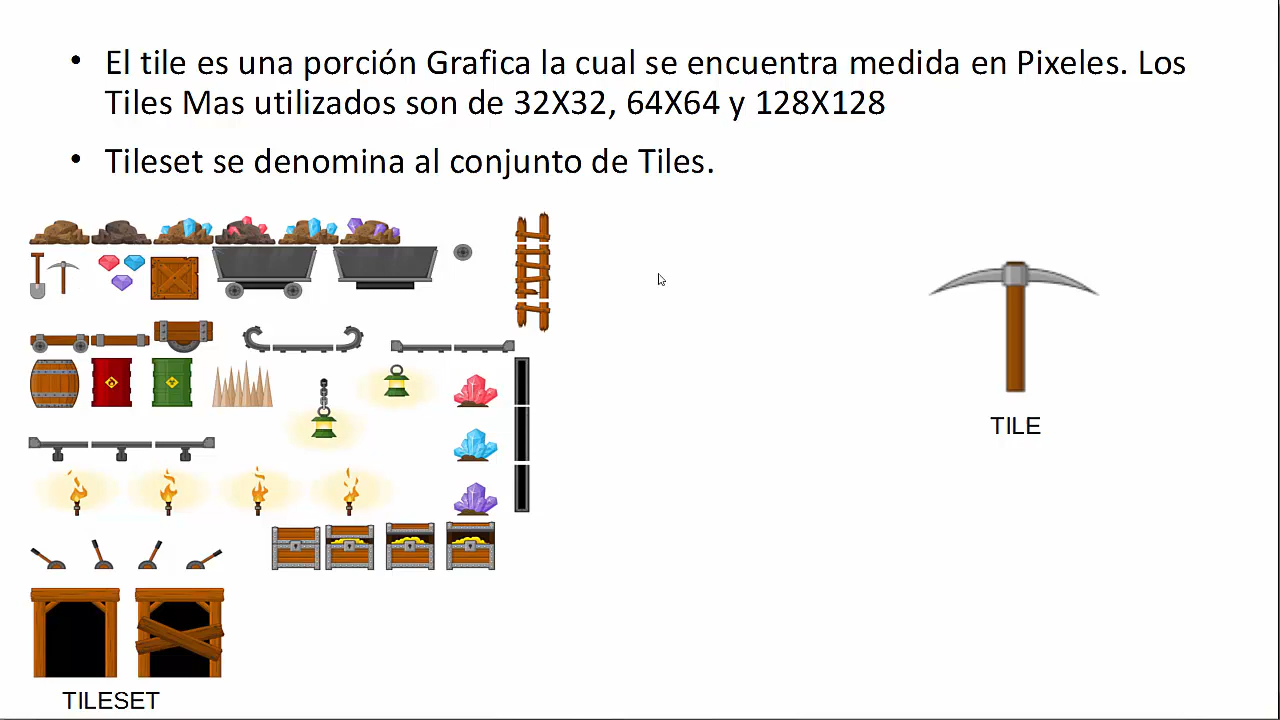 • El tile es una porción Grafica la cual se encuentra medida en Pixeles. Los
Tiles Mas utilizados son de 32X32, 64X64 y 128X128
• Tileset se denomina al conjunto de Tiles.
TILE
TILESET